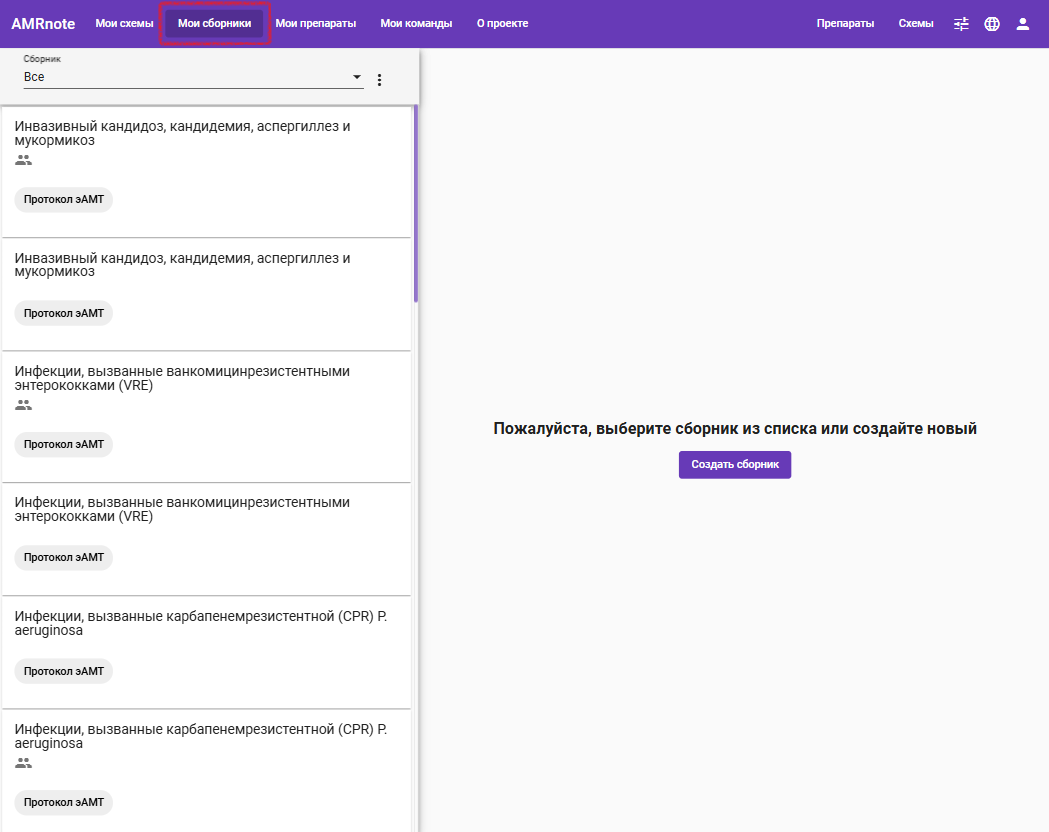 AMRnote Мои схемы Мои сборники Мои препараты Мои команды О проекте Препараты Схемы
Сборник
Все
Инвазивный кандидоз, кандидемия, аспергиллез и
мукормикоз
Протокол эАМТ
Инвазивный кандидоз, кандидемия, аспергиллез и
мукормикоз
Протокол эАМТ
Инфекции, вызванные ванкомицинрезистентными
энтерококками (VRE)
Протокол эАМТ
Инфекции, вызванные ванкомицинрезистентными
энтерококками (VRE)
Протокол эАМТ
Инфекции, вызванные карбапенемрезистентной (CPR) P.
aeruginosa
Протокол эАМТ
Инфекции, вызванные карбапенемрезистентной (CPR) P.
aeruginosa
Протокол эАМТ
Пожалуйста, выберите сборник из списка или создайте новый
Создать сборник